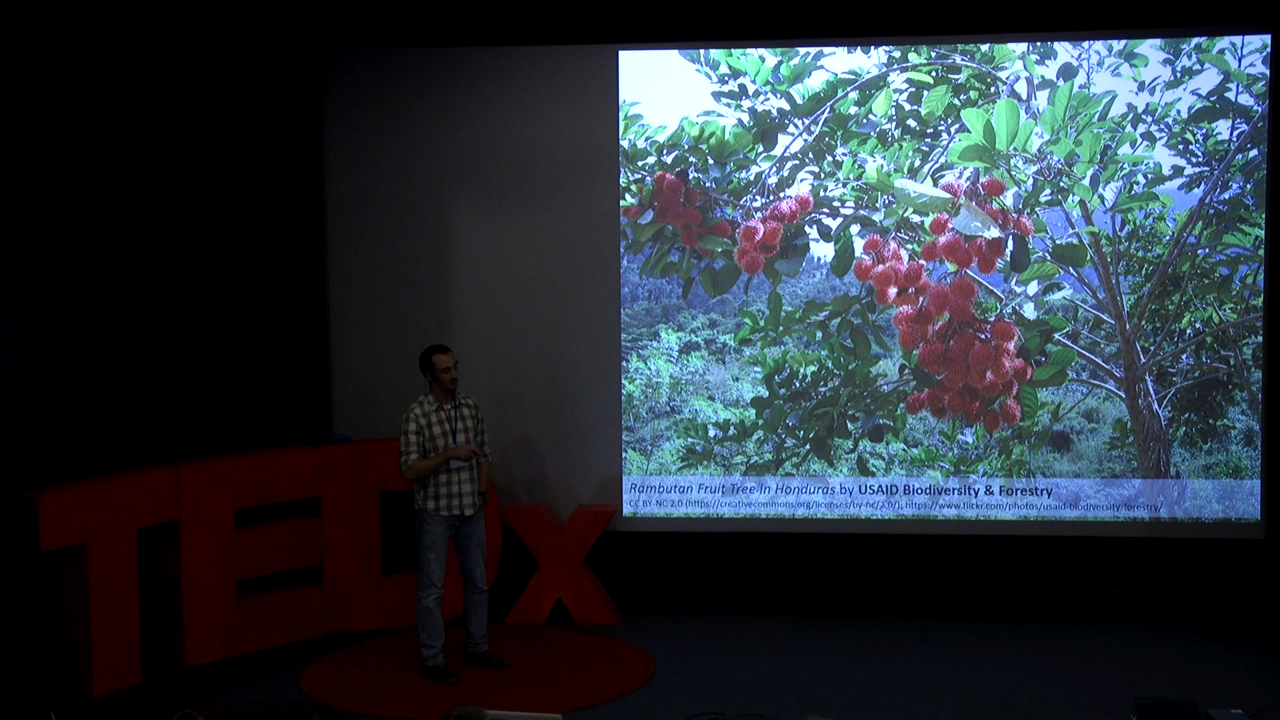 TEDx
Rambutan Fruit Tree In Honduras by USAID Biodiversity & Forestry
CC BY-NC 2.0 (https://creativecommons.org/licenses/by-nc/2.0/); https://www.flickr.com/photos/usaid-biodiversity-forestry/